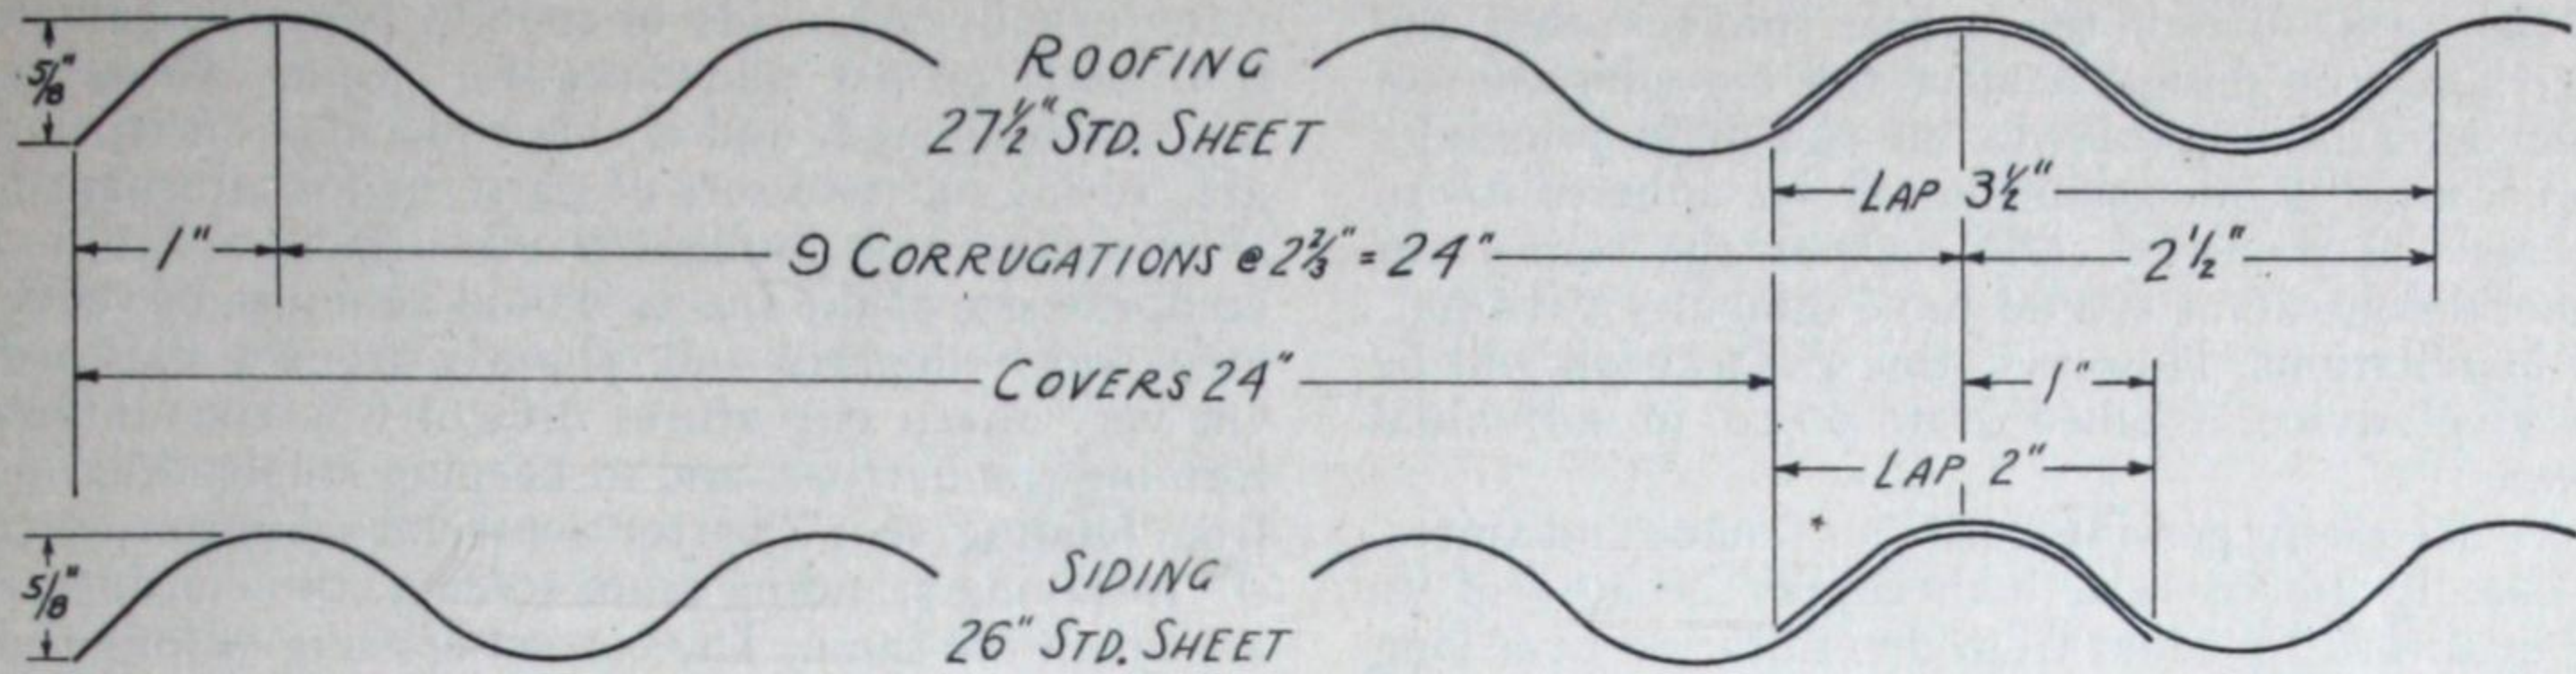 5/8"
ROOFING
27½" STD. SHEET
LAP 3½"
1"
9 CORRUGATIONS @ 2⅔" = 24"
2½"
COVERS 24"
1"
LAP 2"
5/8"
SIDING
26" STD. SHEET